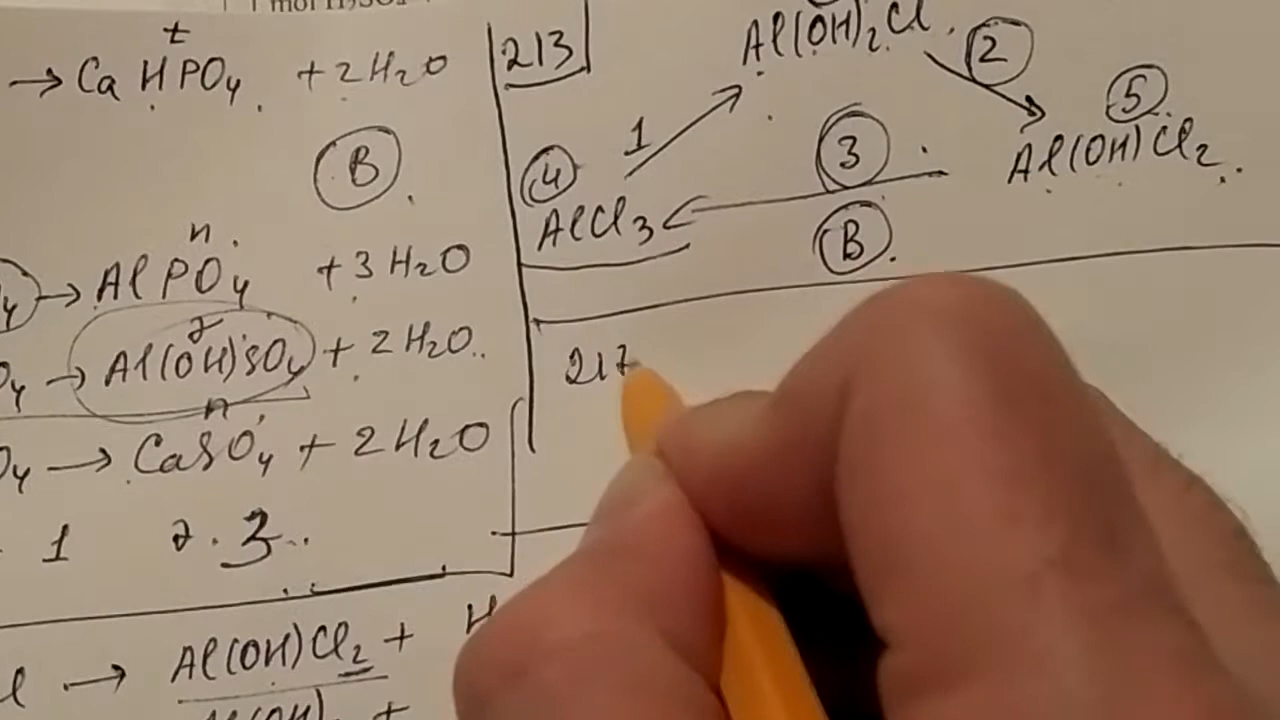 t
→ Ca HPO₄ + 2H₂O
B
n
→ AlPO₄ + 3H₂O
→ Al(OH)SO₄ + 2H₂O
n
O₄ → CaSO₄ + 2H₂O
1 2. 3..
→ Al(OH)Cl₂ +
213
Al(OH)₂Cl.
1
2
3
4
5
AlCl₃
Al(OH)Cl₂
B
217